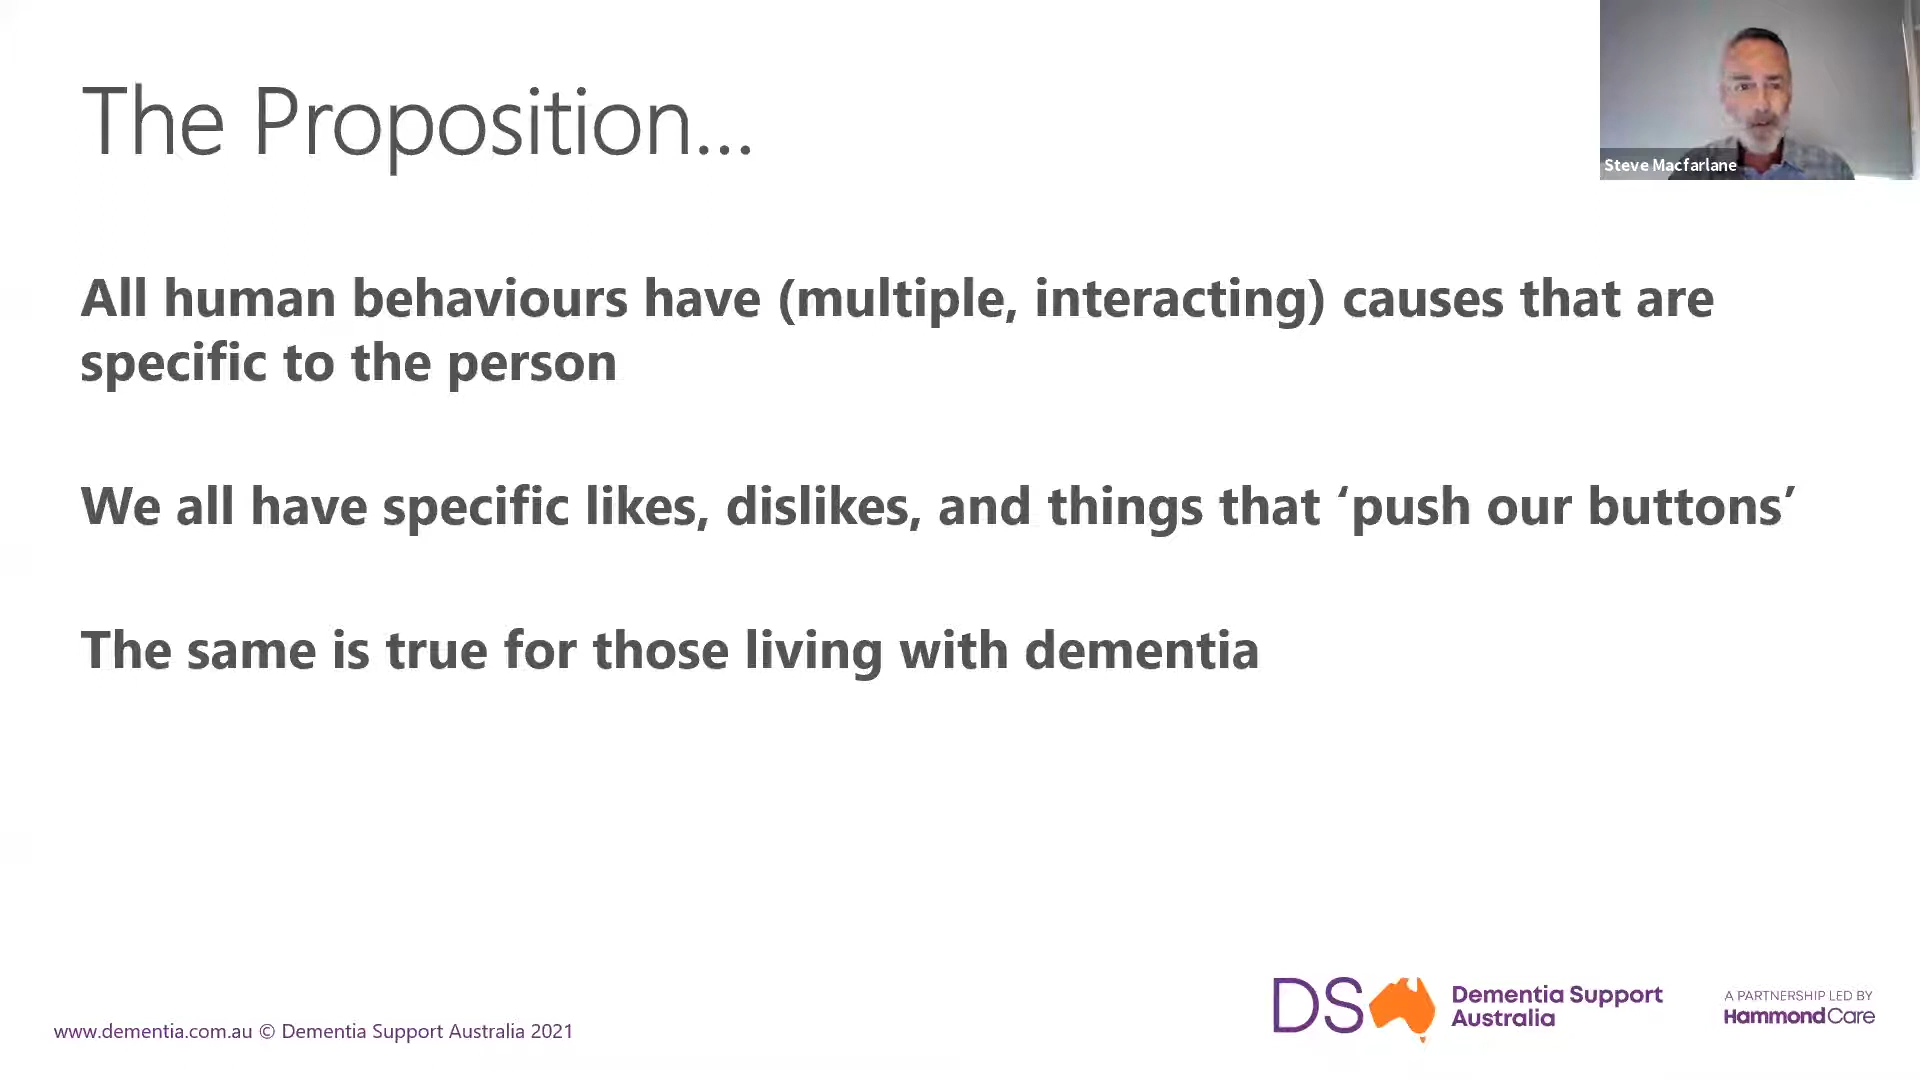 The Proposition...
Steve Macfarlane
All human behaviours have (multiple, interacting) causes that are
specific to the person
We all have specific likes, dislikes, and things that ‘push our buttons’
The same is true for those living with dementia
www.dementia.com.au © Dementia Support Australia 2021
DS
Dementia Support
Australia
A PARTNERSHIP LED BY
HammondCare